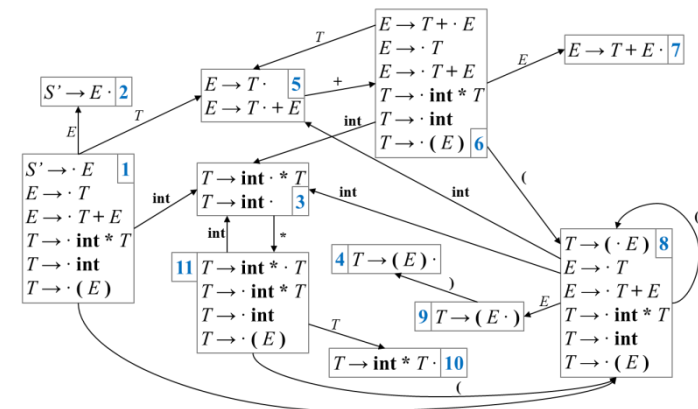 E → T + · E
E → · T
E → · T + E
T → · int * T
T → · int
T → · ( E ) 6
E → T + E · 7
E
T
S' → E · 2
E → T · 5
E → T · + E
+
T
E
int
S' → · E 1
E → · T
E → · T + E
T → · int * T
T → · int
T → · ( E )
int
T → int · * T
T → int · 3
int
int
(
int
*
11 T → int * · T
T → · int * T
T → · int
T → · ( E )
4 T → ( E ) ·
)
9 T → ( E · )
E
T
T → int * T · 10
(
(
T → ( · E ) 8
E → · T
E → · T + E
T → · int * T
T → · int
T → · ( E )